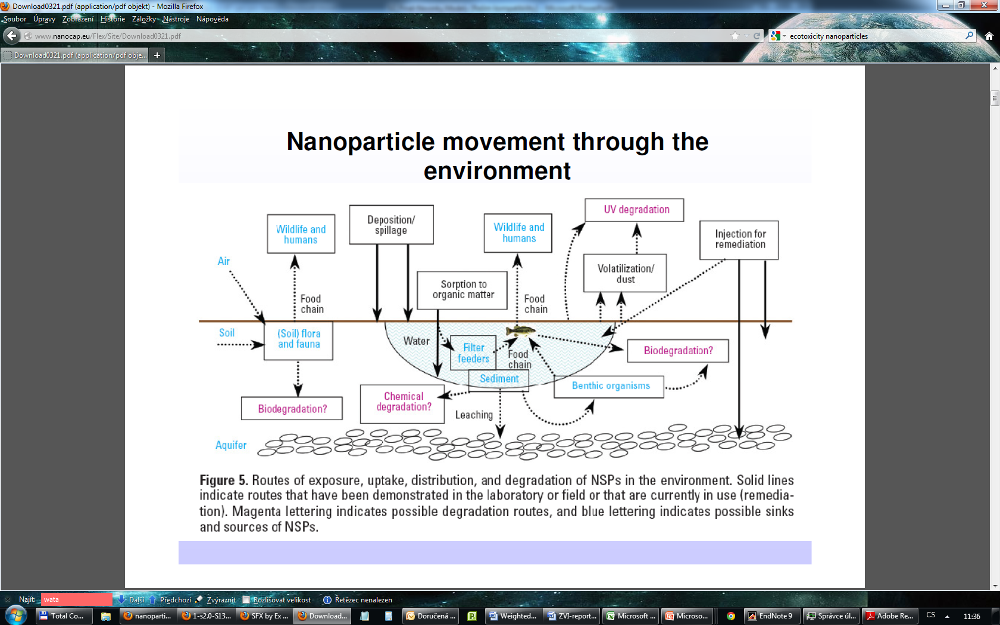 Download0321.pdf (application/pdf objekt) - Mozilla Firefox
Soubor Úpravy Zobrazení Historie Záložky Nástroje Nápověda
www.nanocap.eu/Flex/Site/Download0321.pdf
ecotoxicity nanoparticles
Download0321.pdf (application/pdf obje...
Nanoparticle movement through the
environment
UV degradation
Deposition/
spillage
Wildlife and
humans
Wildlife and
humans
Injection for
remediation
Air
Volatilization/
dust
Sorption to
organic matter
Food
chain
Food
chain
Soil
(Soil) flora
and fauna
Water
Filter
feeders
Food
chain
Biodegradation?
Sediment
Benthic organisms
Chemical
degradation?
Biodegradation?
Leaching
Aquifer
Figure 5. Routes of exposure, uptake, distribution, and degradation of NSPs in the environment. Solid lines
indicate routes that have been demonstrated in the laboratory or field or that are currently in use (remedia-
tion). Magenta lettering indicates possible degradation routes, and blue lettering indicates possible sinks
and sources of NSPs.
Najít: wata Další Předchozí Zvýraznit Rozlišovat velikost Řetězec nenalezen
Total Co... nanoparti... 1-s2.0-S13... SFX by Ex ... Download... Doručená ... Weighted... ZVI-report... Microsoft ... Microso... EndNote 9 Správce úl... Adobe Re... CS 11:36